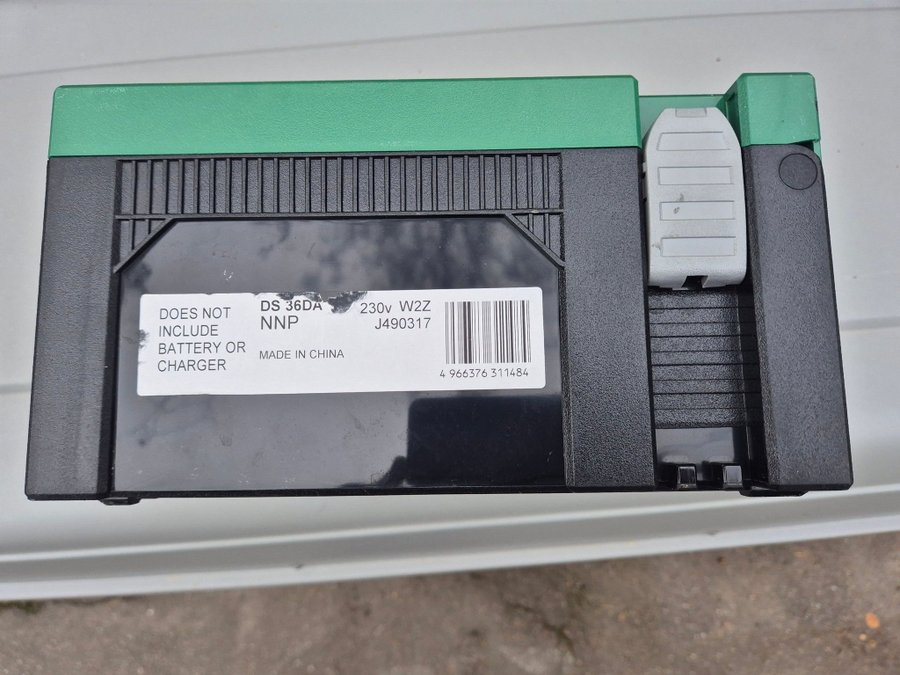 DOES NOT
INCLUDE
BATTERY OR
CHARGER
DS 36DA
NNP
MADE IN CHINA
230v W2Z
J490317
4 966376 311484